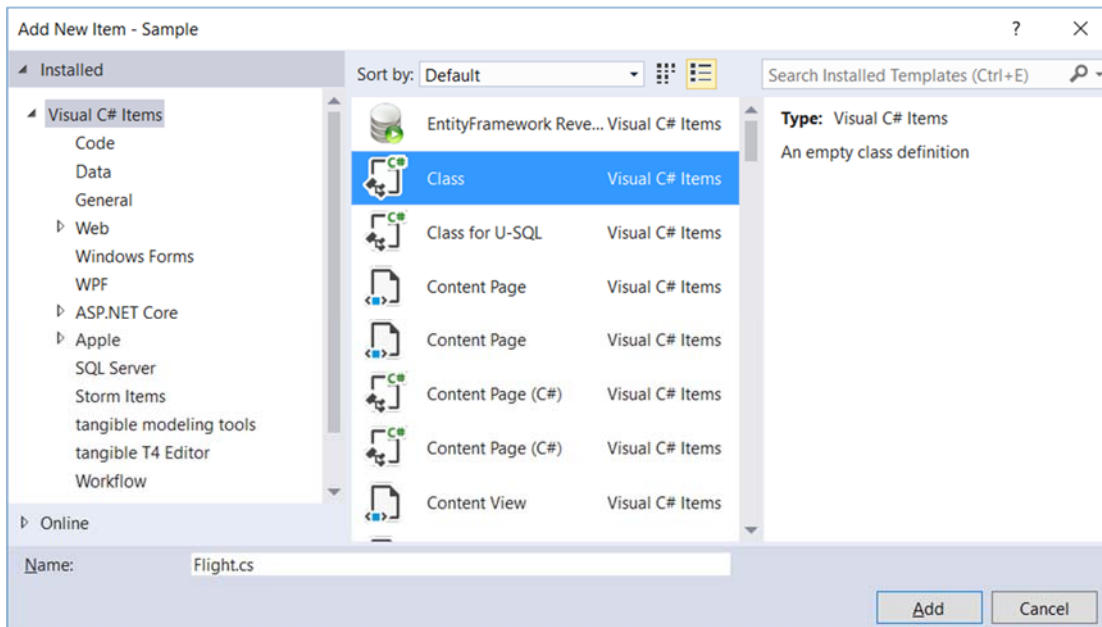 Add New Item - Sample ? ×
Installed
Sort by: Default
Search Installed Templates (Ctrl+E)
Visual C# Items
Code
Data
General
Web
Windows Forms
WPF
ASP.NET Core
Apple
SQL Server
Storm Items
tangible modeling tools
tangible T4 Editor
Workflow
Online
EntityFramework Reve... Visual C# Items
C# Class Visual C# Items
C# Class for U-SQL Visual C# Items
Content Page Visual C# Items
Content Page Visual C# Items
C# Content Page (C#) Visual C# Items
C# Content Page (C#) Visual C# Items
Content View Visual C# Items
Type: Visual C# Items
An empty class definition
Name: Flight.cs
Add Cancel